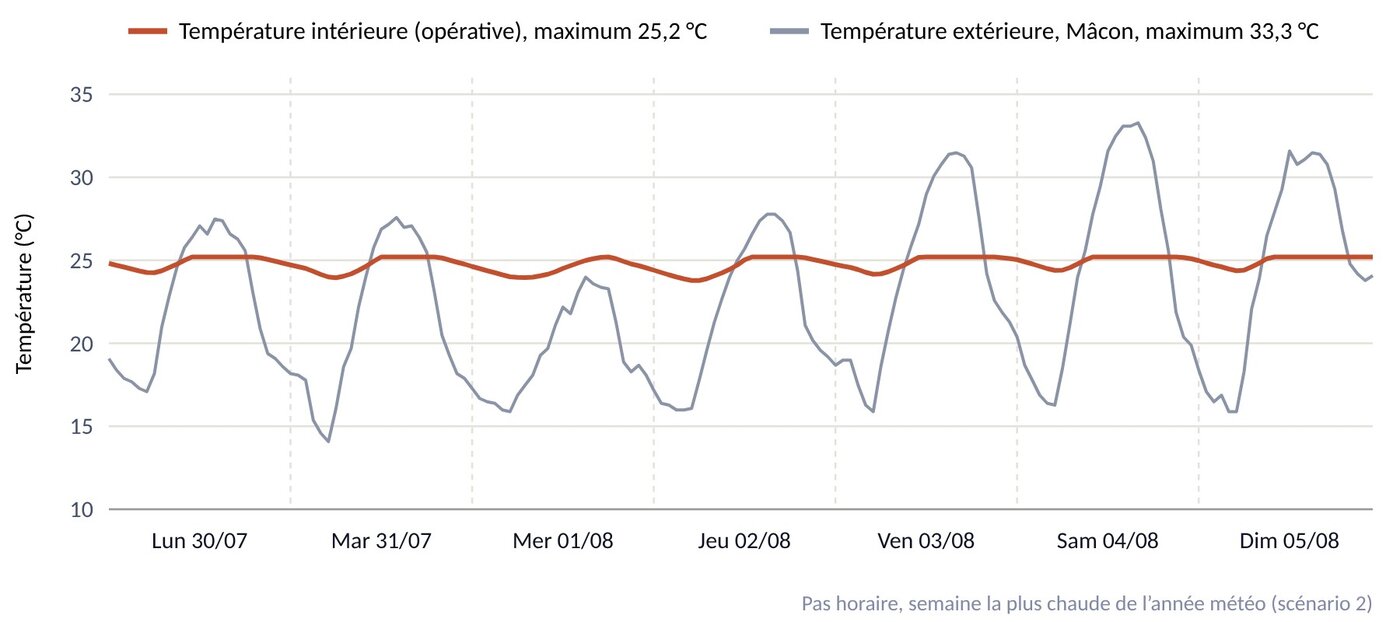 Température intérieure (opérative), maximum 25,2 °C
Température extérieure, Mâcon, maximum 33,3 °C
Température (°C)
35
30
25
20
15
10
Lun 30/07
Mar 31/07
Mer 01/08
Jeu 02/08
Ven 03/08
Sam 04/08
Dim 05/08
Pas horaire, semaine la plus chaude de l’année météo (scénario 2)